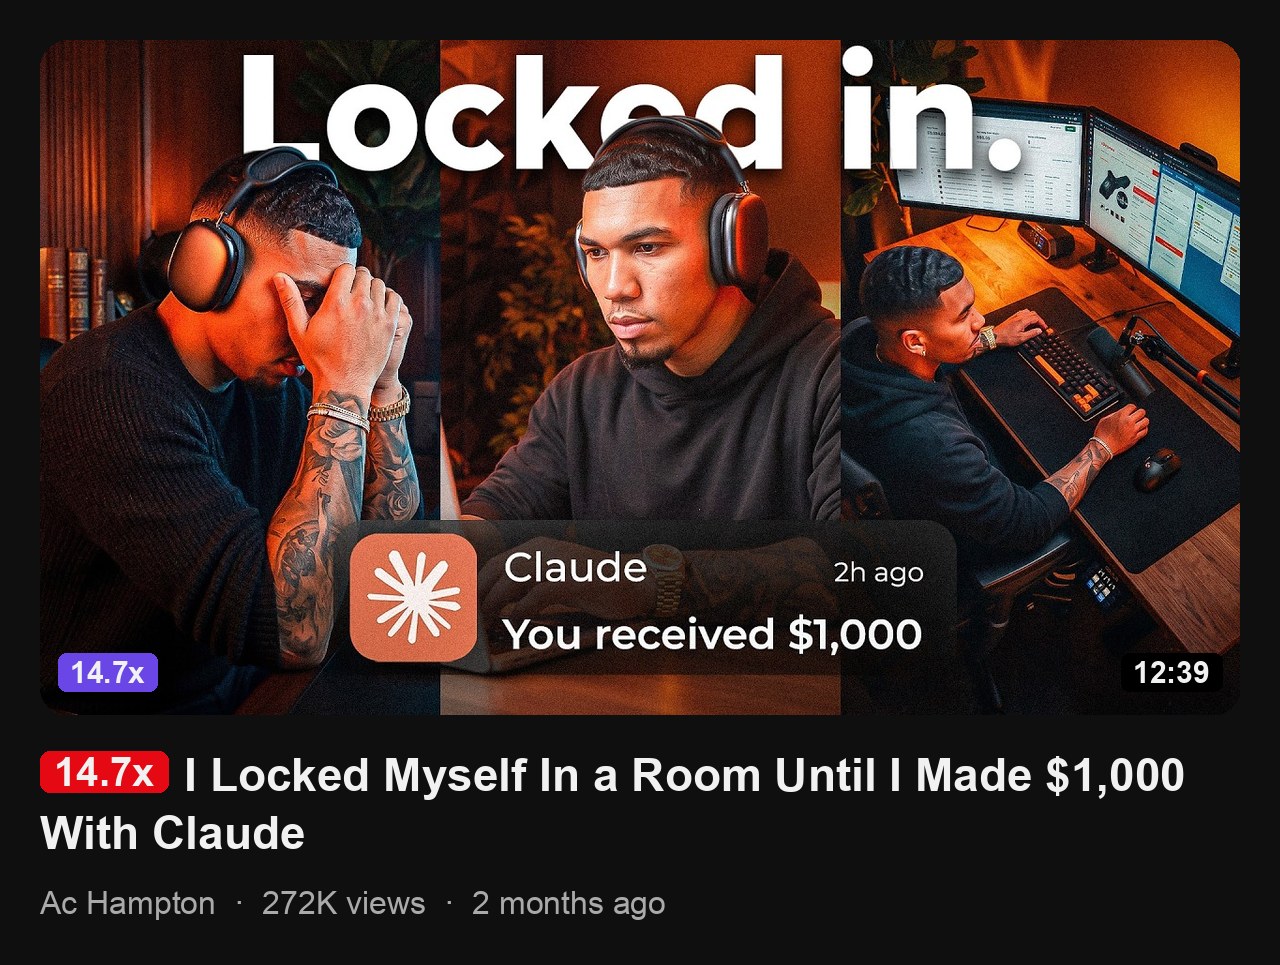 Locked in.
Claude
2h ago
You received $1,000
14.7x
12:39
14.7x I Locked Myself In a Room Until I Made $1,000
With Claude
Ac Hampton · 272K views · 2 months ago